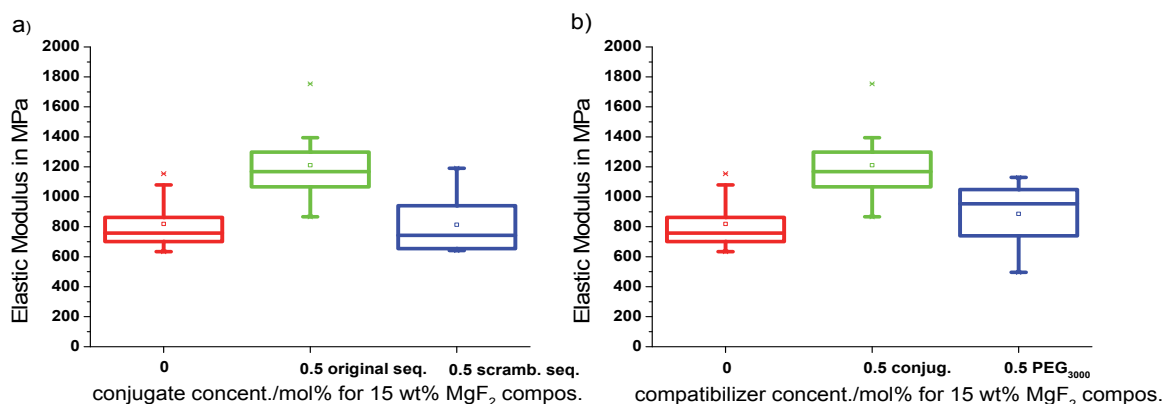 a)
Elastic Modulus in MPa
2000
1800
1600
1400
1200
1000
800
600
400
200
0
0
0.5 original seq.
0.5 scramb. seq.
conjugate concent./mol% for 15 wt% MgF₂ compos.
b)
Elastic Modulus in MPa
2000
1800
1600
1400
1200
1000
800
600
400
200
0
0
0.5 conjug.
0.5 PEG₃₀₀₀
compatibilizer concent./mol% for 15 wt% MgF₂ compos.